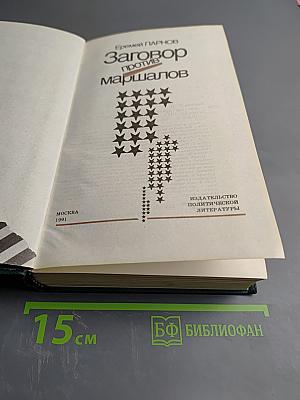 Еремей ПАРНОВ
Заговор
против
маршалов
МОСКВА
1991
ИЗДАТЕЛЬСТВО
ПОЛИТИЧЕСКОЙ
ЛИТЕРАТУРЫ
15 см
БФ БИБЛИОФАН